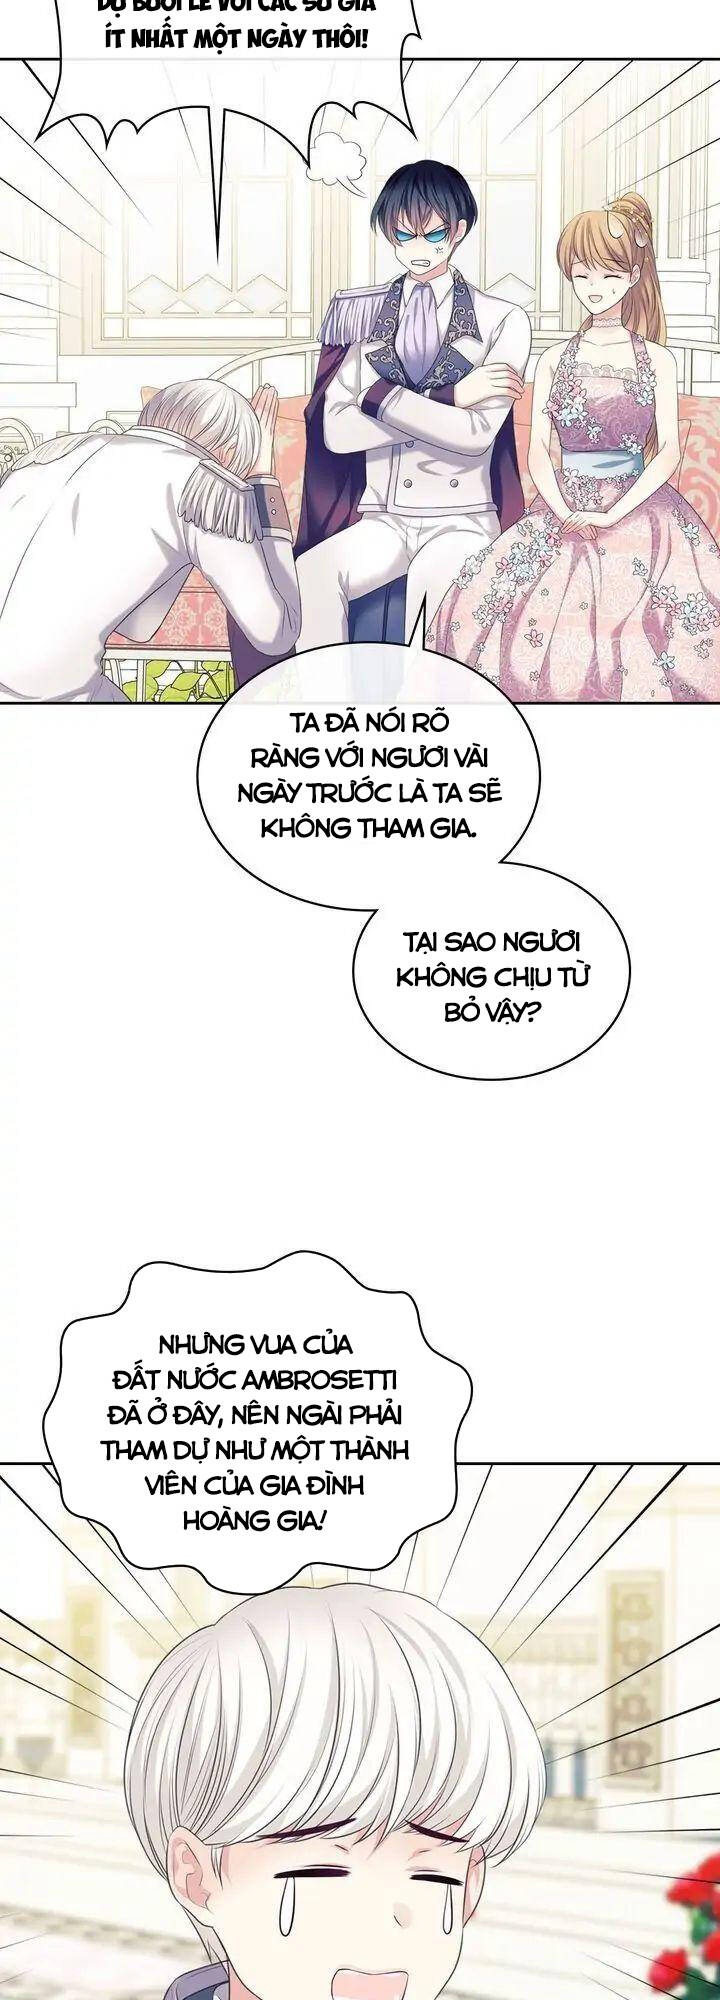 DỰ BUỔI LỄ VỚI CÁC SỨ GIẢ
ÍT NHẤT MỘT NGÀY THÔI!
TA ĐÃ NÓI RÕ
RÀNG VỚI NGƯƠI VÀI
NGÀY TRƯỚC LÀ TA SẼ
KHÔNG THAM GIA.
TẠI SAO NGƯƠI
KHÔNG CHỊU TỪ
BỎ VẬY?
NHƯNG VUA CỦA
ĐẤT NƯỚC AMBROSETTI
ĐÃ Ở ĐÂY, NÊN NGÀI PHẢI
THAM DỰ NHƯ MỘT THÀNH
VIÊN CỦA GIA ĐÌNH
HOÀNG GIA!